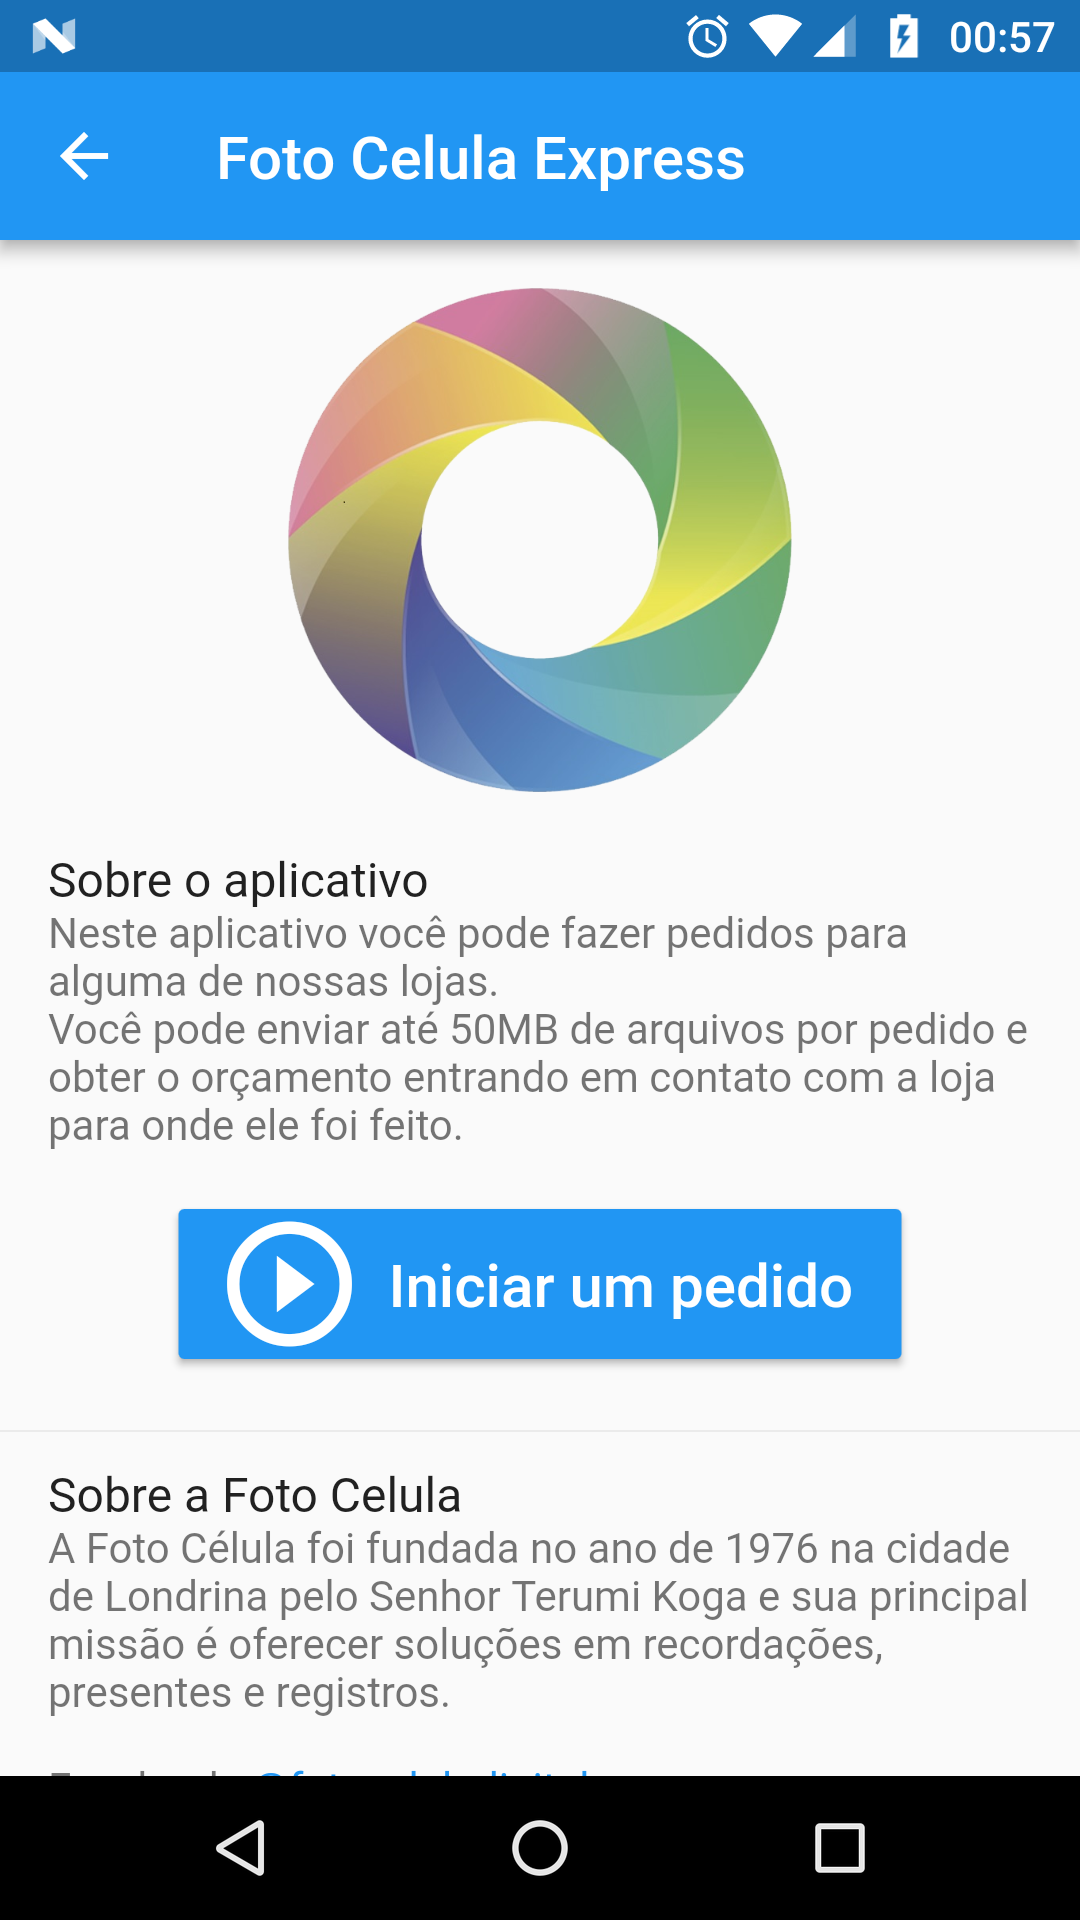 00:57
Foto Celula Express
Sobre o aplicativo
Neste aplicativo você pode fazer pedidos para
alguma de nossas lojas.
Você pode enviar até 50MB de arquivos por pedido e
obter o orçamento entrando em contato com a loja
para onde ele foi feito.
Iniciar um pedido
Sobre a Foto Celula
A Foto Célula foi fundada no ano de 1976 na cidade
de Londrina pelo Senhor Terumi Koga e sua principal
missão é oferecer soluções em recordações,
presentes e registros.